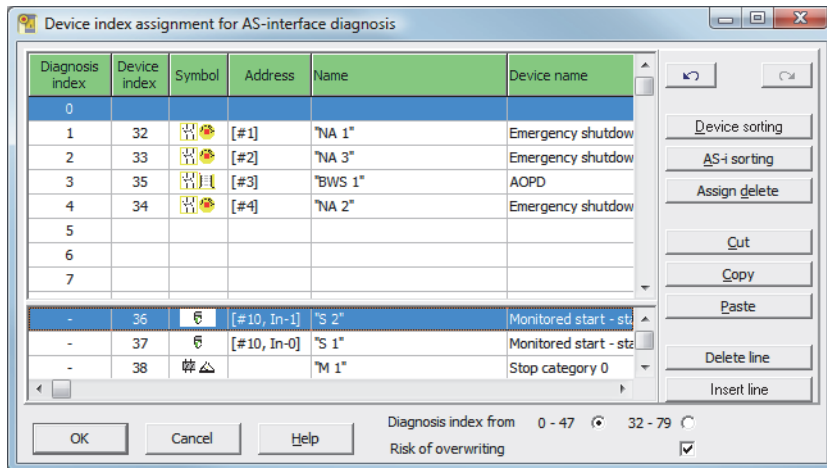 Device index assignment for AS-interface diagnosis
Diagnosis index Device index Symbol Address Name Device name
0
1 32 [#1] "NA 1" Emergency shutdow
2 33 [#2] "NA 3" Emergency shutdow
3 35 [#3] "BWS 1" AOPD
4 34 [#4] "NA 2" Emergency shutdow
5
6
7
- 36 [#10, In-1] "S 2" Monitored start - sta
- 37 [#10, In-0] "S 1" Monitored start - sta
- 38 "M 1" Stop category 0
Device sorting
AS-i sorting
Assign delete
Cut
Copy
Paste
Delete line
Insert line
OK Cancel Help
Diagnosis index from 0 - 47 32 - 79
Risk of overwriting